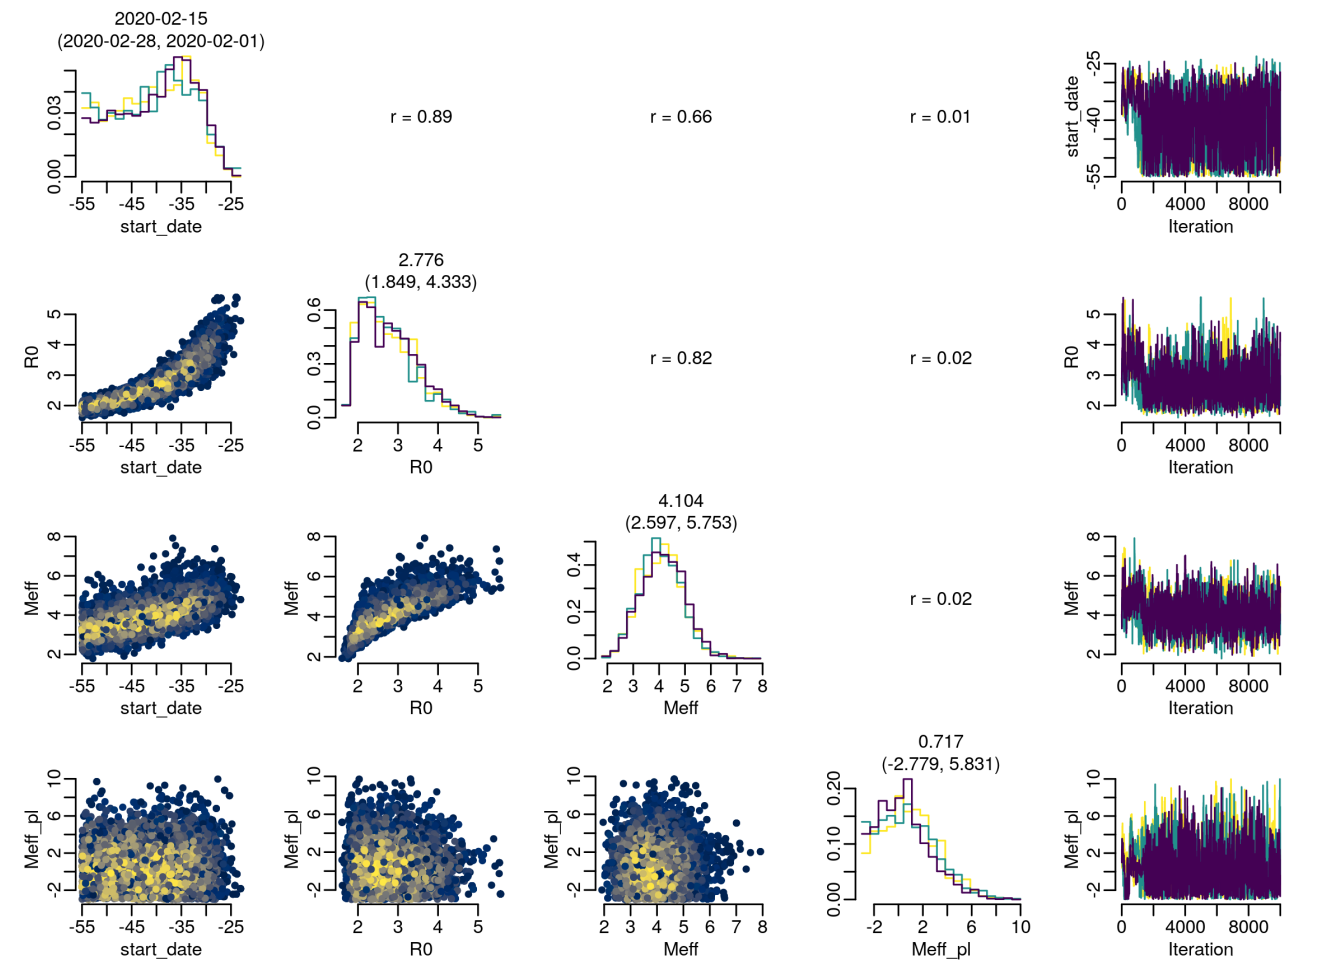 2020-02-15
(2020-02-28, 2020-02-01)
0.00 0.03
-55 -45 -35 -25
start_date
r = 0.89
r = 0.66
r = 0.01
start_date
-55 -40 -25
0 4000 8000
Iteration
R0
2 3 4 5
-55 -45 -35 -25
start_date
2.776
(1.849, 4.333)
0.0 0.3 0.6
2 3 4 5
R0
r = 0.82
r = 0.02
R0
2 3 4 5
0 4000 8000
Iteration
Meff
2 4 6 8
-55 -45 -35 -25
start_date
Meff
2 4 6 8
2 3 4 5
R0
4.104
(2.597, 5.753)
0.0 0.2 0.4
2 3 4 5 6 7 8
Meff
r = 0.02
Meff
2 4 6 8
0 4000 8000
Iteration
Meff_pl
-2 2 6 10
-55 -45 -35 -25
start_date
Meff_pl
-2 2 6 10
2 3 4 5
R0
Meff_pl
-2 2 6 10
2 3 4 5 6 7 8
Meff
0.717
(-2.779, 5.831)
0.00 0.10 0.20
-2 2 6 10
Meff_pl
Meff_pl
-2 2 6 10
0 4000 8000
Iteration